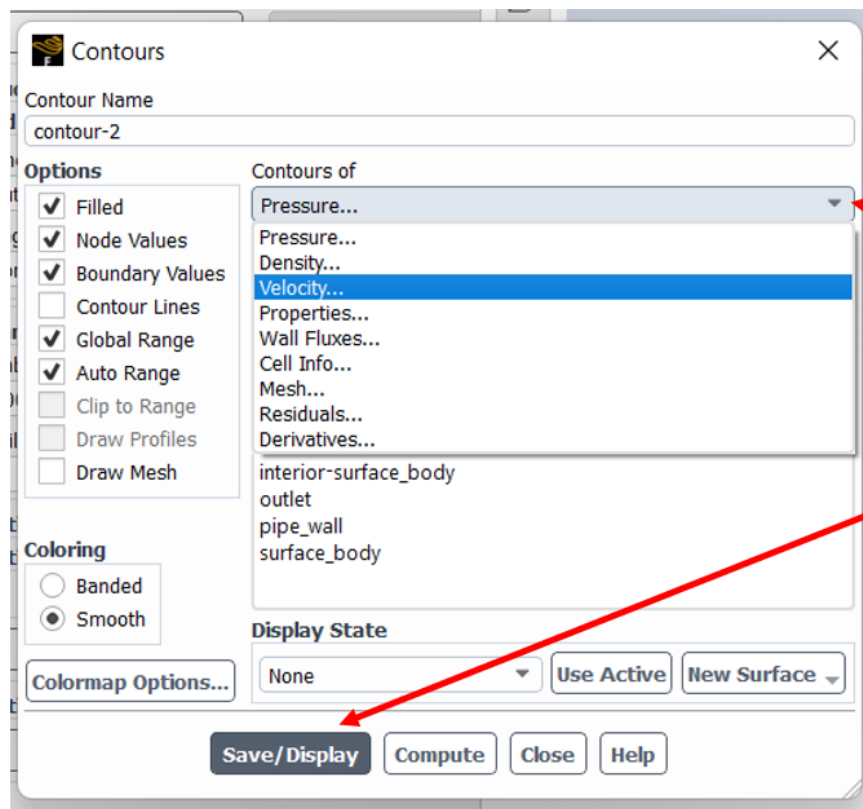 Contours
Contour Name
contour-2
Options
Filled
Node Values
Boundary Values
Contour Lines
Global Range
Auto Range
Clip to Range
Draw Profiles
Draw Mesh
Coloring
Banded
Smooth
Colormap Options...
Contours of
Pressure...
Pressure...
Density...
Velocity...
Properties...
Wall Fluxes...
Cell Info...
Mesh...
Residuals...
Derivatives...
interior-surface_body
outlet
pipe_wall
surface_body
Display State
None
Use Active
New Surface
Save/Display
Compute
Close
Help